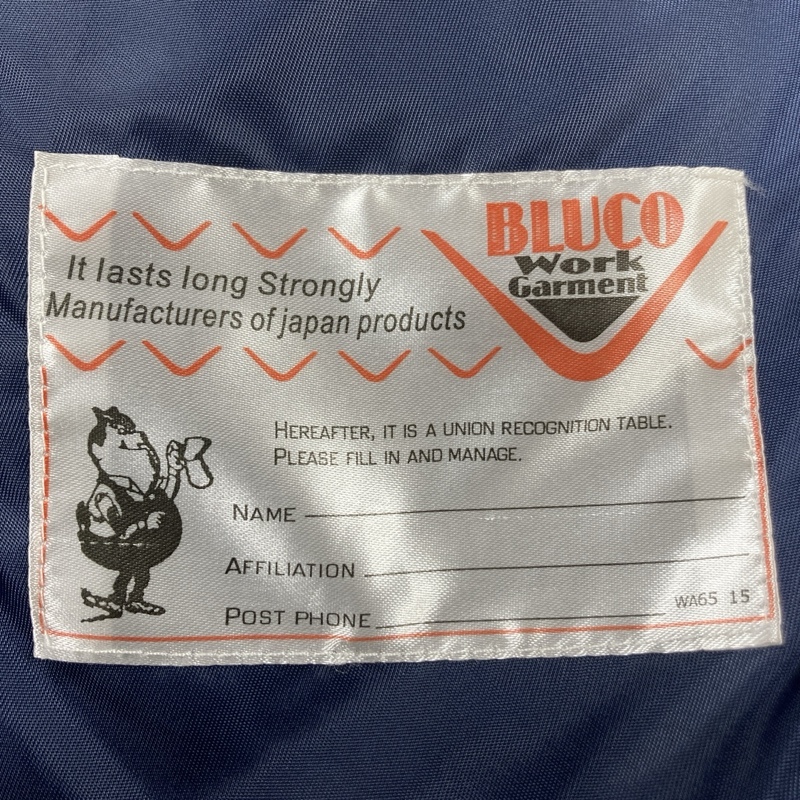 BLUCO
Work
Garment
It lasts long Strongly
Manufacturers of japan products
HEREAFTER, IT IS A UNION RECOGNITION TABLE.
PLEASE FILL IN AND MANAGE.
NAME
AFFILIATION
POST PHONE
WA65 15